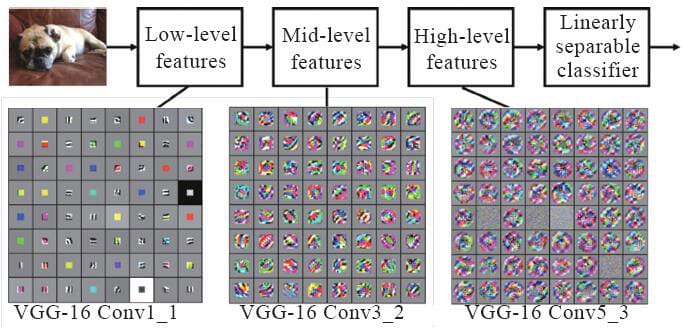 Low-level
features
Mid-level
features
High-level
features
Linearly
separable
classifier
VGG-16 Conv1_1
VGG-16 Conv3_2
VGG-16 Conv5_3